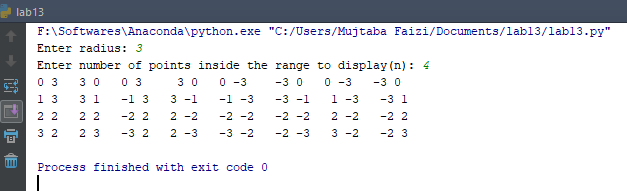 lab13
F:\Softwares\Anaconda\python.exe "C:/Users/Mujtaba Faizi/Documents/lab13/lab13.py"
Enter radius: 3
Enter number of points inside the range to display(n): 4
0 3   3 0   0 3   3 0   0 -3   -3 0   0 -3   -3 0
1 3   3 1   -1 3   3 -1   -1 -3   -3 -1   1 -3   -3 1
2 2   2 2   -2 2   2 -2   -2 -2   -2 -2   2 -2   -2 2
3 2   2 3   -3 2   2 -3   -3 -2   -2 -3   3 -2   -2 3
Process finished with exit code 0